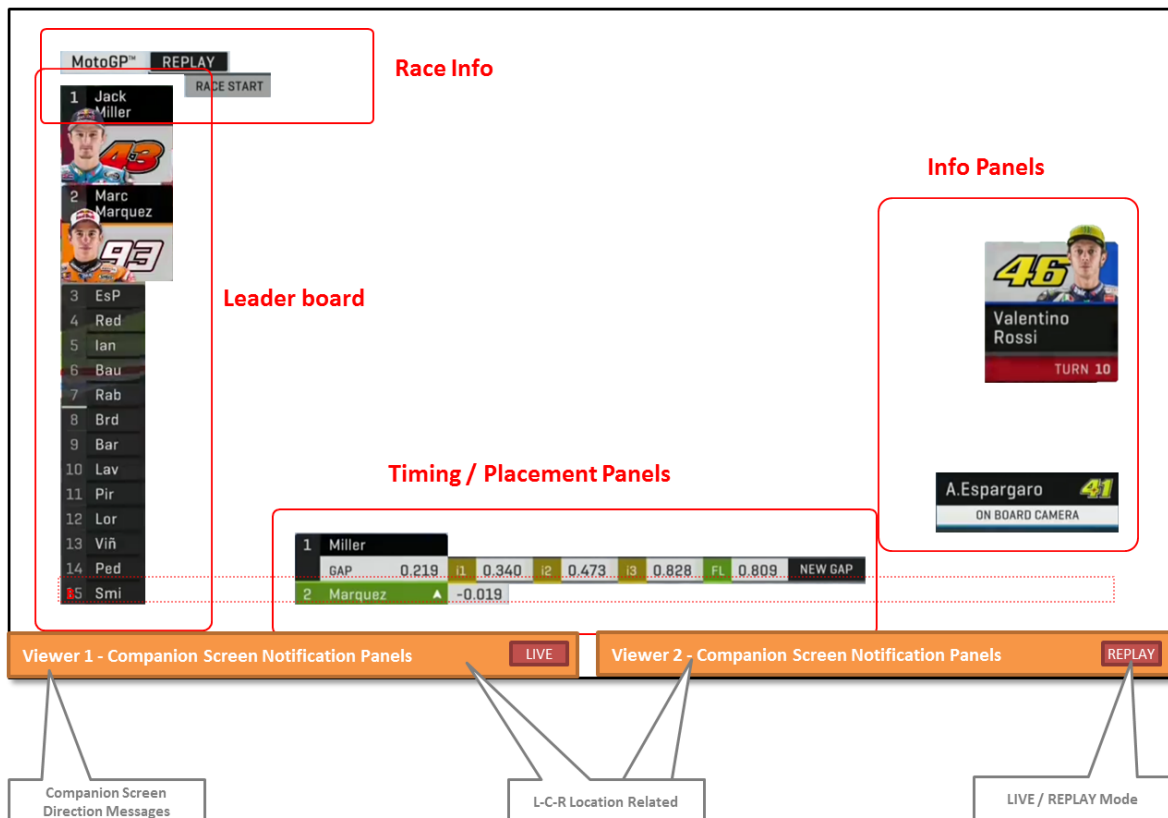 MotoGP™ REPLAY
RACE START
Race Info
1 Jack
Miller
43
2 Marc
Marquez
93
3 EsP
4 Red
5 Ian
6 Bau
7 Rab
8 Brd
9 Bar
10 Lav
11 Pir
12 Lor
13 Viñ
14 Ped
15 Smi
Leader board
Info Panels
46
Valentino
Rossi
TURN 10
A.Espargaro 41
ON BOARD CAMERA
Timing / Placement Panels
1 Miller
GAP 0.219 i1 0.340 i2 0.473 i3 0.828 FL 0.809 NEW GAP
2 Marquez -0.019
Viewer 1 - Companion Screen Notification Panels LIVE
Viewer 2 - Companion Screen Notification Panels REPLAY
Companion Screen
Direction Messages
L-C-R Location Related
LIVE / REPLAY Mode